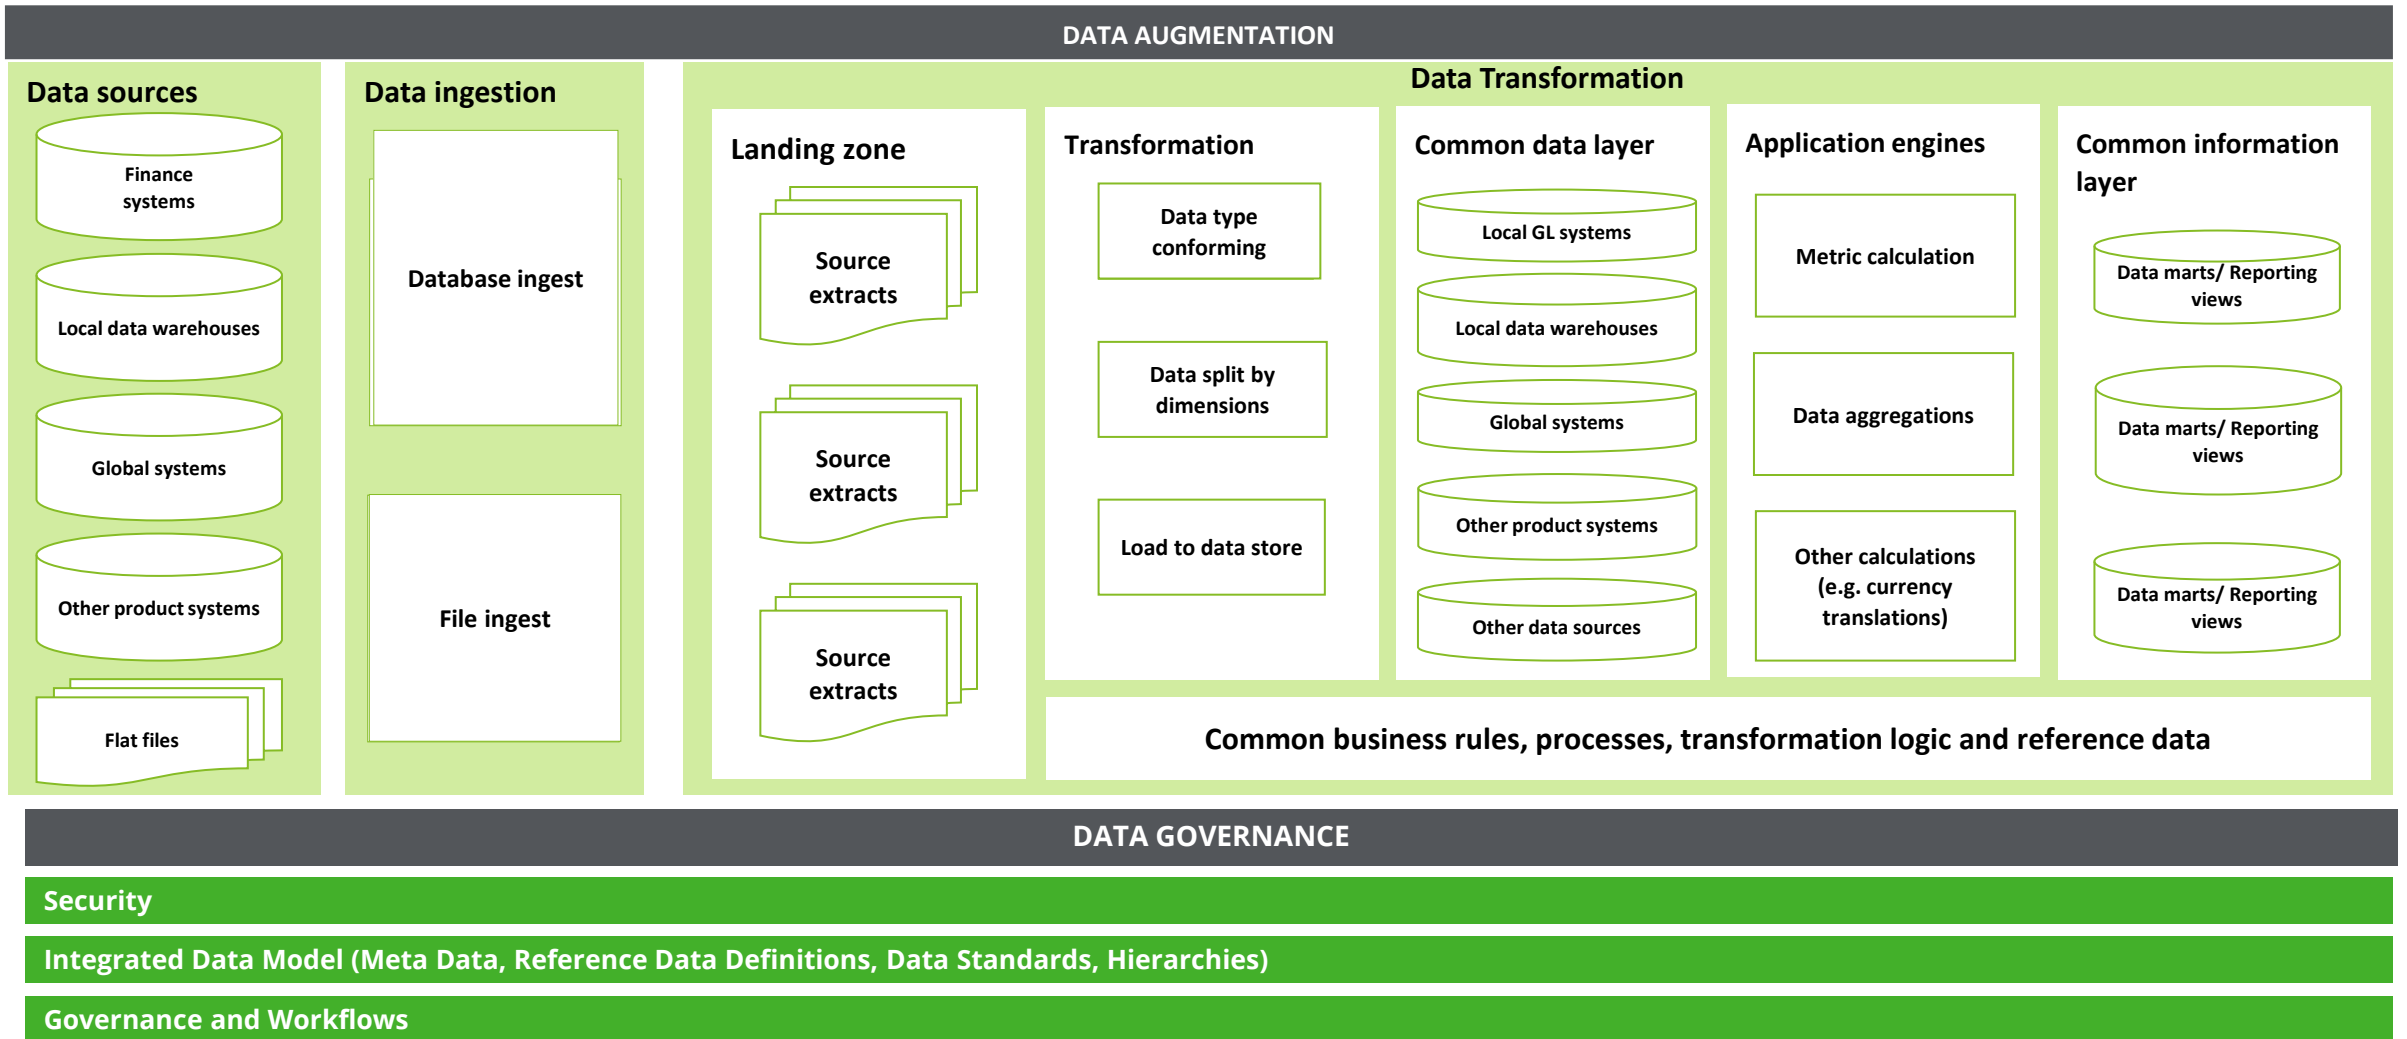 DATA AUGMENTATION
Data sources
Finance
systems
Local data warehouses
Global systems
Other product systems
Flat files
Data ingestion
Database ingest
File ingest
Data Transformation
Landing zone
Source
extracts
Source
extracts
Source
extracts
Transformation
Data type
conforming
Data split by
dimensions
Load to data store
Common data layer
Local GL systems
Local data warehouses
Global systems
Other product systems
Other data sources
Application engines
Metric calculation
Data aggregations
Other calculations
(e.g. currency
translations)
Common information
layer
Data marts/ Reporting
views
Data marts/ Reporting
views
Data marts/ Reporting
views
Common business rules, processes, transformation logic and reference data
DATA GOVERNANCE
Security
Integrated Data Model (Meta Data, Reference Data Definitions, Data Standards, Hierarchies)
Governance and Workflows